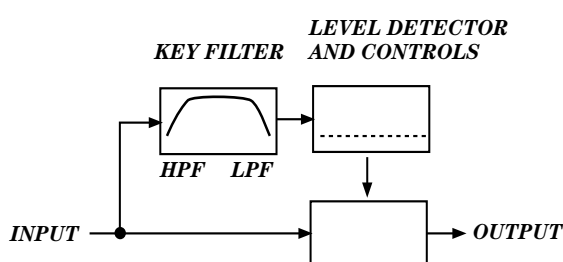 LEVEL DETECTOR
KEY FILTER AND CONTROLS
HPF LPF
INPUT OUTPUT